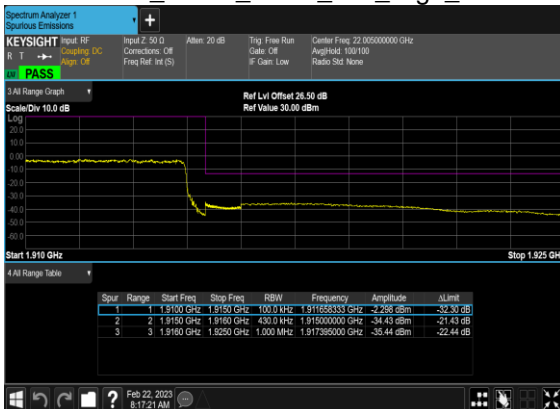 Spectrum Analyzer 1
Spurious Emissions
KEYSIGHT Input: RF Input Z: 50 Ω Atten: 20 dB Trig: Free Run Center Freq: 22.005000000 GHz
R T Coupling: DC Corrections: Off Gate: Off Avg|Hold: 100/100
Align: Off Freq Ref: Int (S) IF Gain: Low Radio Std: None
PASS
3 All Range Graph
Ref Lvl Offset 26.50 dB
Scale/Div 10.0 dB Ref Value 30.00 dBm
Log
20.0
10.0
0.00
-10.0
-20.0
-30.0
-40.0
-50.0
-60.0
Start 1.910 GHz Stop 1.925 GH
4 All Range Table
Spur Range Start Freq Stop Freq RBW Frequency Amplitude ΔLimit
1 1 1.9100 GHz 1.9150 GHz 100.0 kHz 1.911658333 GHz -2.298 dBm -32.30 dB
2 2 1.9150 GHz 1.9160 GHz 430.0 kHz 1.915000000 GHz -34.43 dBm -21.43 dB
3 3 1.9160 GHz 1.9250 GHz 1.000 MHz 1.917395000 GHz -35.44 dBm -22.44 dB
? Feb 22, 2023
8:17:21 AM